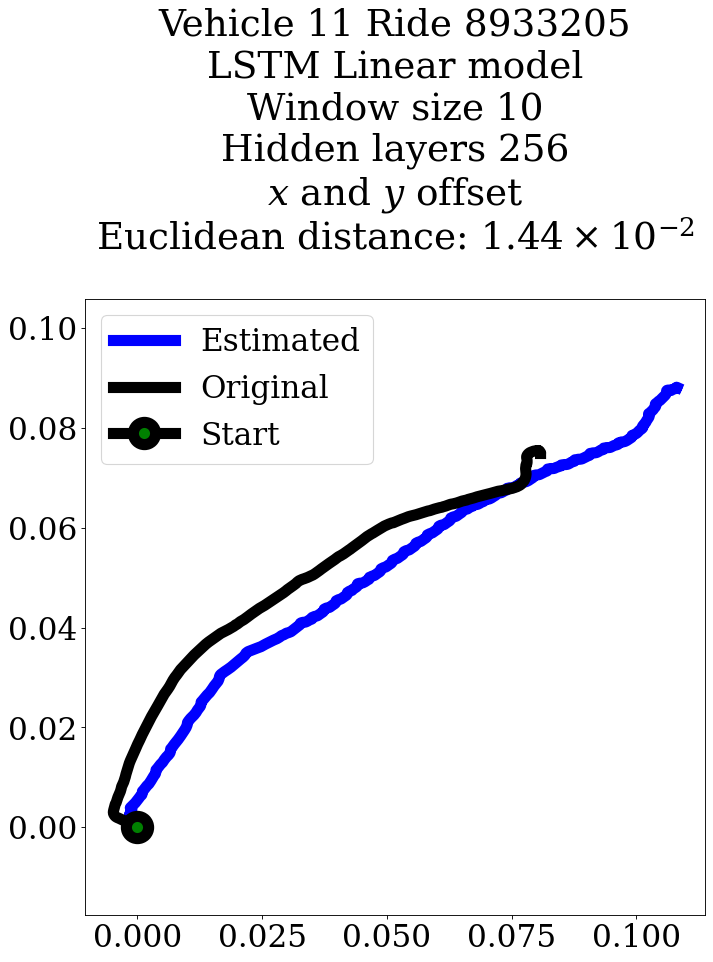 Vehicle 11 Ride 8933205
LSTM Linear model
Window size 10
Hidden layers 256
x and y offset
Euclidean distance: 1.44 × 10⁻²
Estimated
Original
Start
0.10
0.08
0.06
0.04
0.02
0.00
0.000 0.025 0.050 0.075 0.100